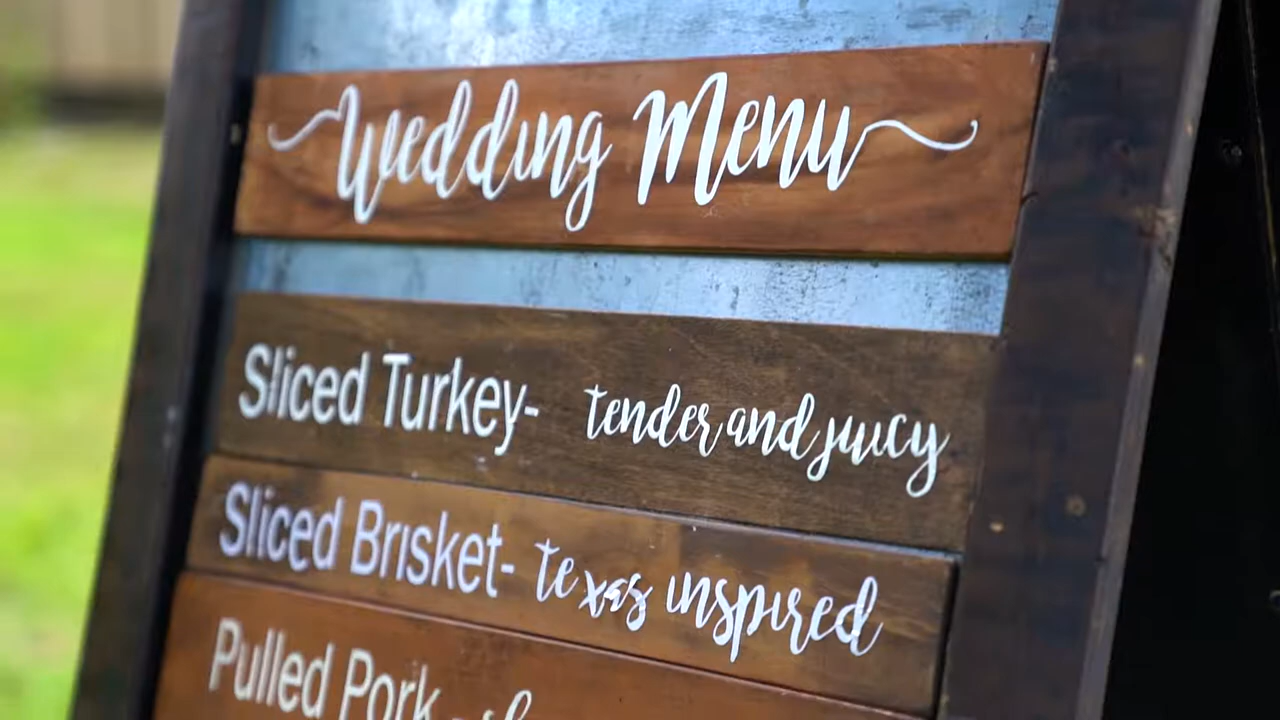 Wedding Menu
Sliced Turkey- tender and juicy
Sliced Brisket- texas inspired
Pulled Pork -